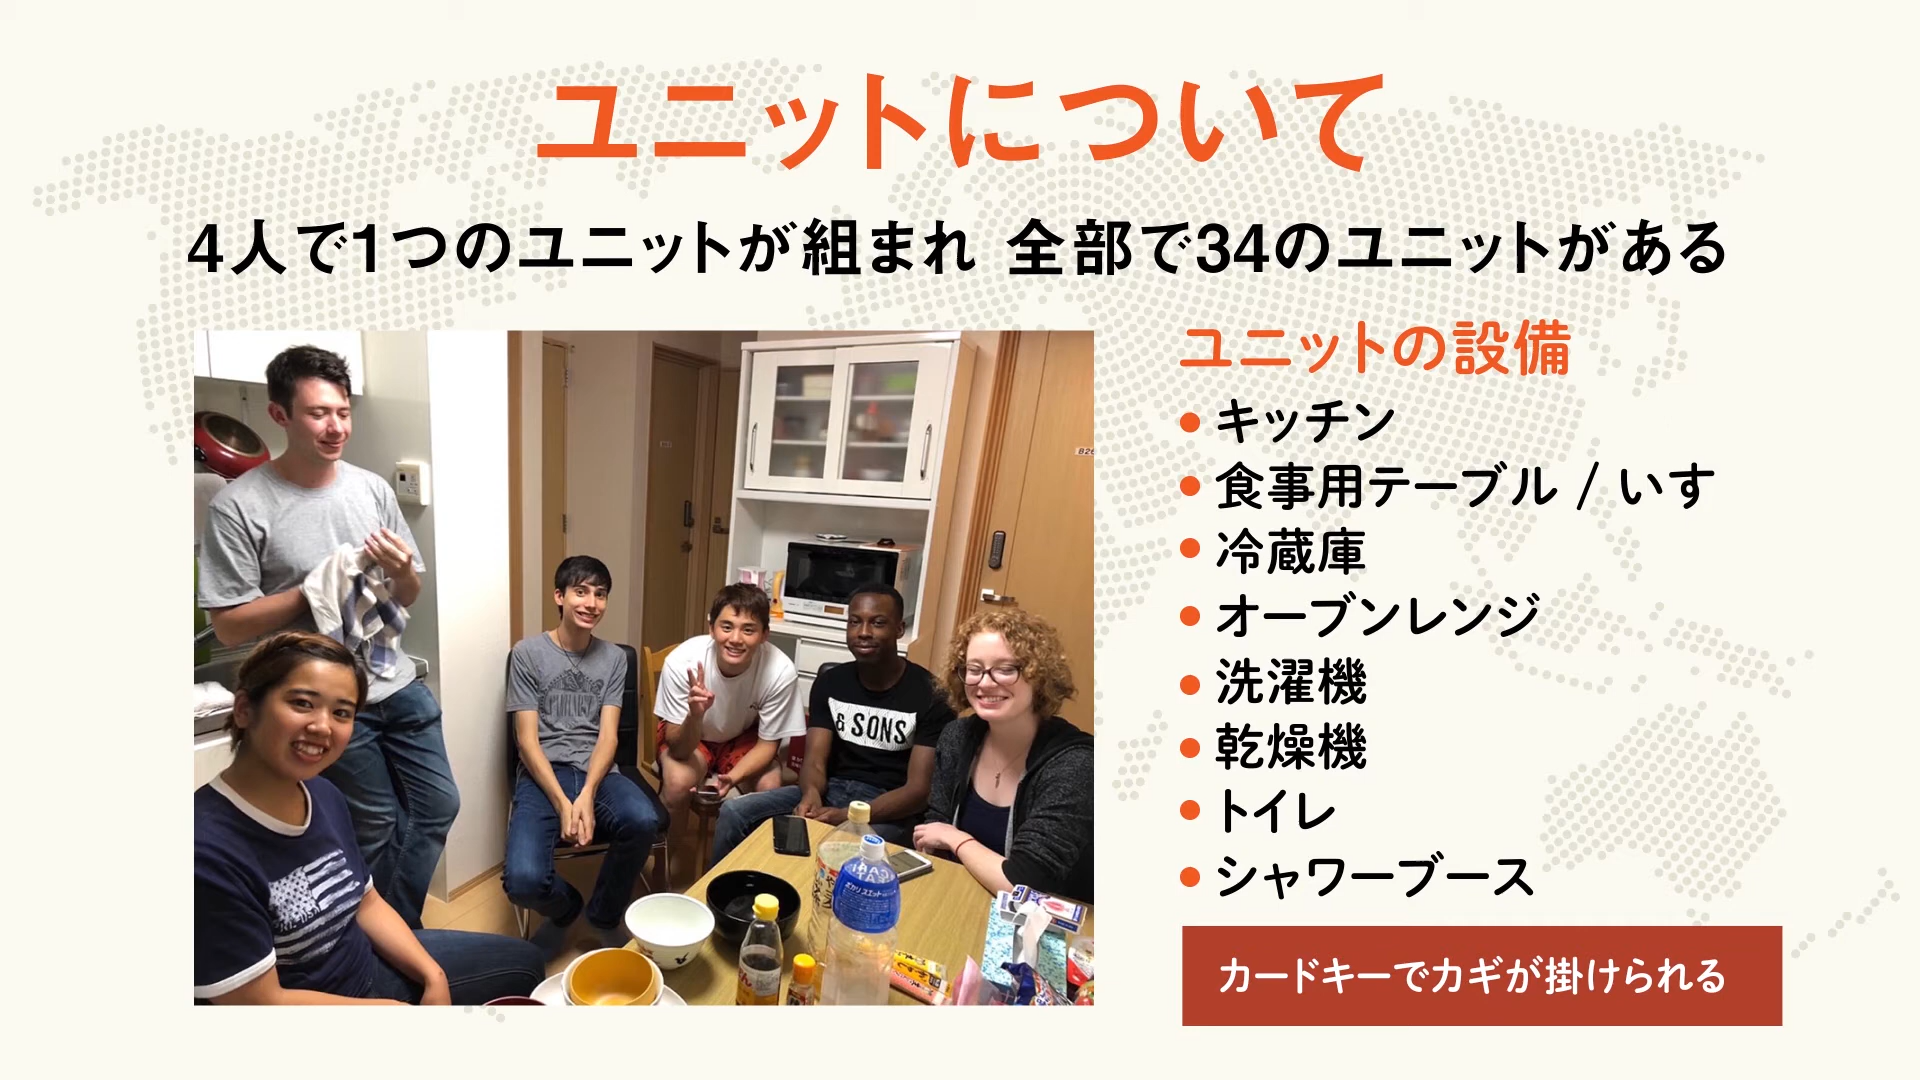 ユニットについて
4人で1つのユニットが組まれ 全部で34のユニットがある
ユニットの設備
• キッチン
• 食事用テーブル / いす
• 冷蔵庫
• オーブンレンジ
• 洗濯機
• 乾燥機
• トイレ
• シャワーブース
カードキーでカギが掛けられる
826
& SONS